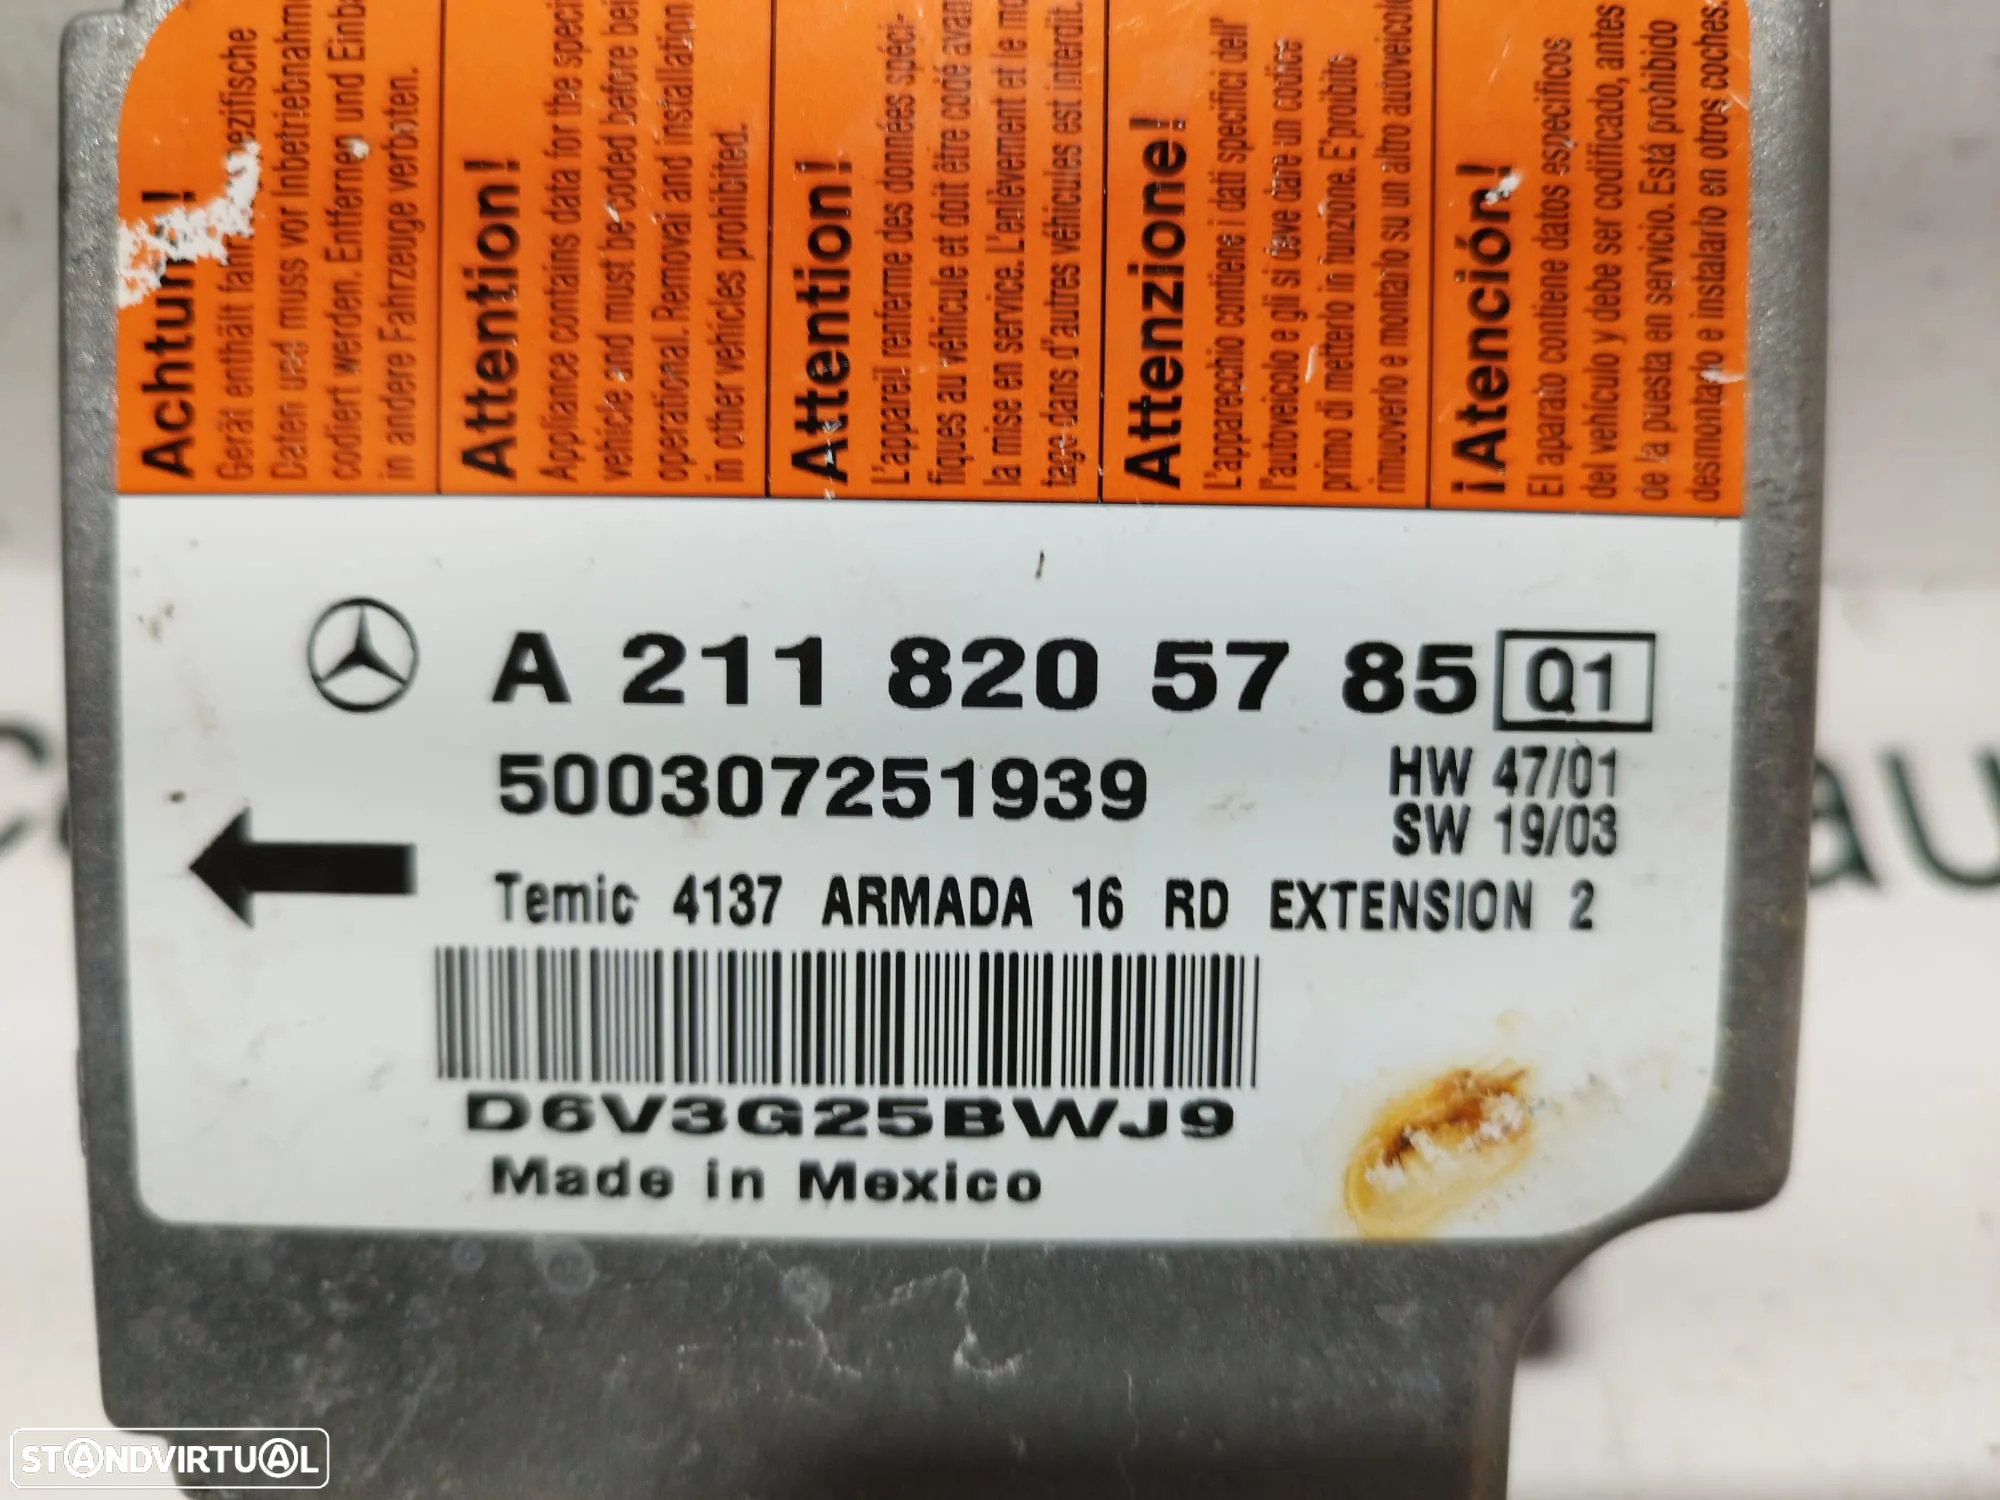 Achtung!
Gerät enthält fahrzeugspezifische
Daten und muss vor Inbetriebnahme
codiert werden. Entfernen und Einba
in andere Fahrzeuge verboten.
Attention!
Appliance contains data for the speci
vehicle and must be coded before bei
operational. Removal and installation
in other vehicles prohibited.
Attention!
L'appareil renferme des données spéci-
fiques au véhicule et doit être codé avan
la mise en service. L'enlèvement et le mo
tage dans d'autres véhicules est interdit.
Attenzione!
L'apparecchio contiene i dati specifici dell'
l'autoveicolo e gli si deve dare un codice
primo di metterlo in funzione. E'proibito
rimuoverlo e montarlo su un altro autoveicolo
¡Atención!
El aparato contiene datos específicos
del vehículo y debe ser codificado, antes
de la puesta en servicio. Está prohibido
desmontarlo e instalarlo en otros coches.
A 211 820 57 85 Q1
500307251939 HW 47/01
SW 19/03
Temic 4137 ARMADA 16 RD EXTENSION 2
D6V3G25BWJ9
Made in Mexico
STANDVIRTUAL